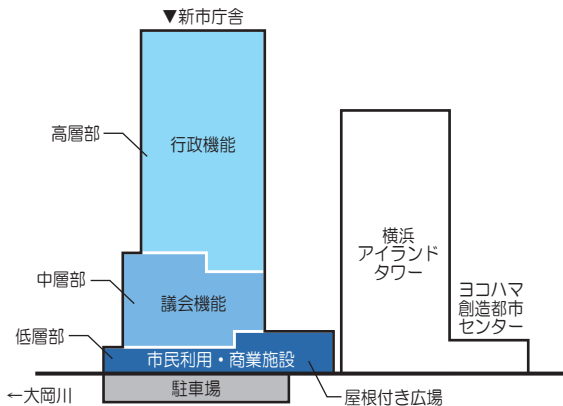 ▼新市庁舎
高層部
行政機能
中層部
議会機能
低層部
市民利用・商業施設
←大岡川
駐車場
屋根付き広場
横浜
アイランド
タワー
ヨコハマ
創造都市
センター